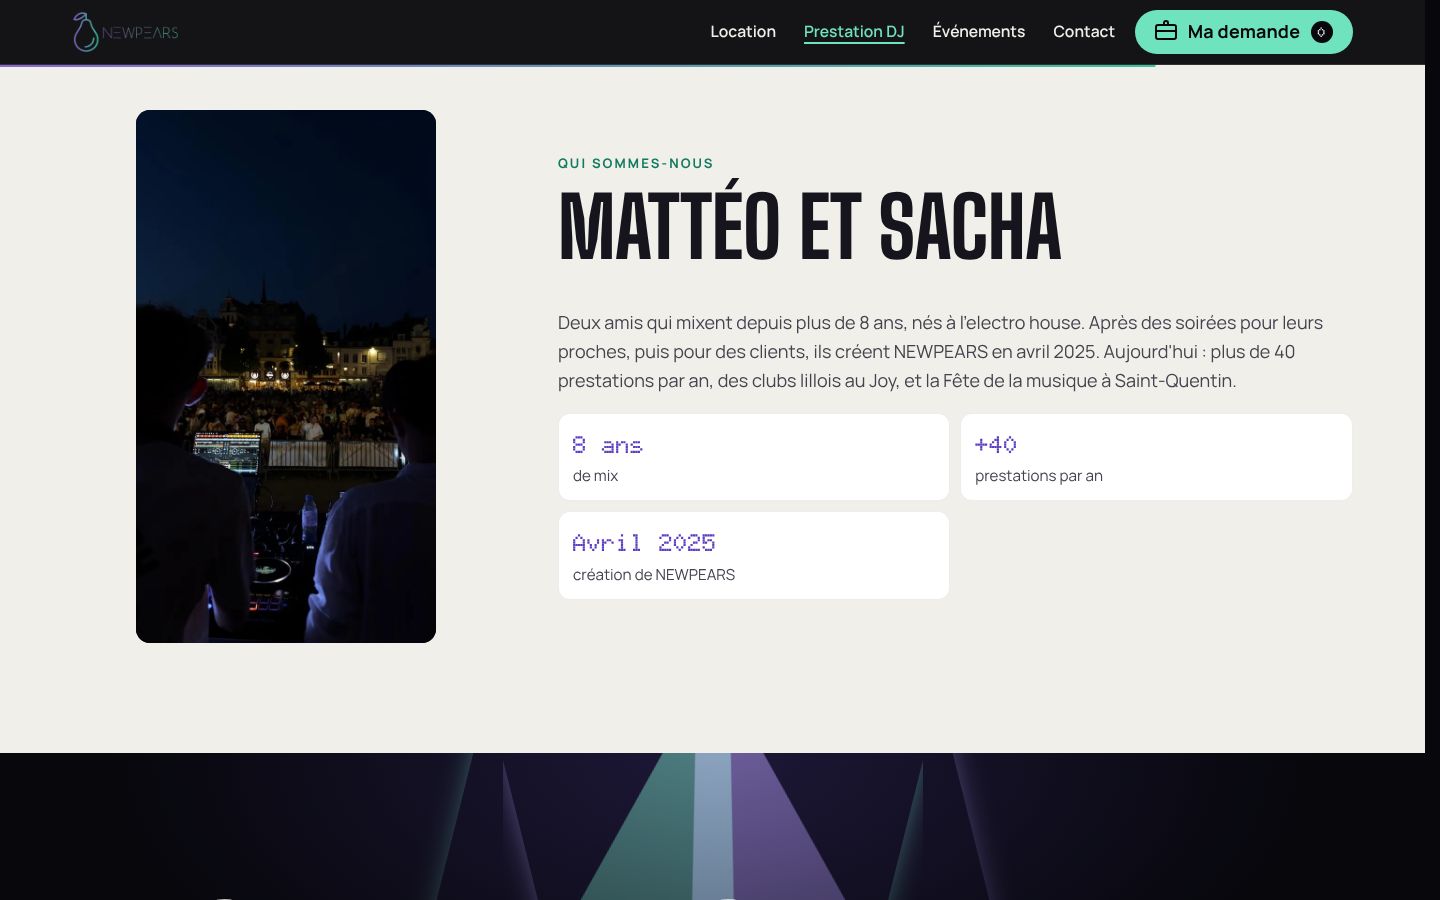 NEWPEARS
Location
Prestation DJ
Événements
Contact
Ma demande
0
QUI SOMMES-NOUS
MATTÉO ET SACHA
Deux amis qui mixent depuis plus de 8 ans, nés à l'electro house. Après des soirées pour leurs
proches, puis pour des clients, ils créent NEWPEARS en avril 2025. Aujourd'hui : plus de 40
prestations par an, des clubs lillois au Joy, et la Fête de la musique à Saint-Quentin.
8 ans
de mix
+40
prestations par an
Avril 2025
création de NEWPEARS